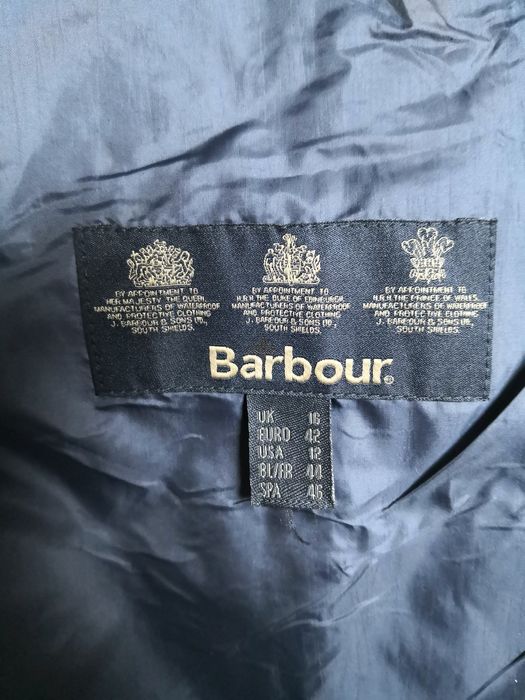 BY APPOINTMENT TO
HER MAJESTY THE QUEEN
MANUFACTURERS OF WATERPROOF
AND PROTECTIVE CLOTHING
J. BARBOUR & SONS LTD,
SOUTH SHIELDS.
BY APPOINTMENT TO
H.R.H. THE DUKE OF EDINBURGH.
MANUFACTURERS OF WATERPROOF
AND PROTECTIVE CLOTHING
J. BARBOUR & SONS LTD,
SOUTH SHIELDS.
BY APPOINTMENT TO
H.R.H. THE PRINCE OF WALES
MANUFACTURERS OF WATERPROOF
AND PROTECTIVE CLOTHING
J. BARBOUR & SONS LTD,
SOUTH SHIELDS.
Barbour®
UK 16
EURO 42
USA 12
BL/FR 44
SPA 46